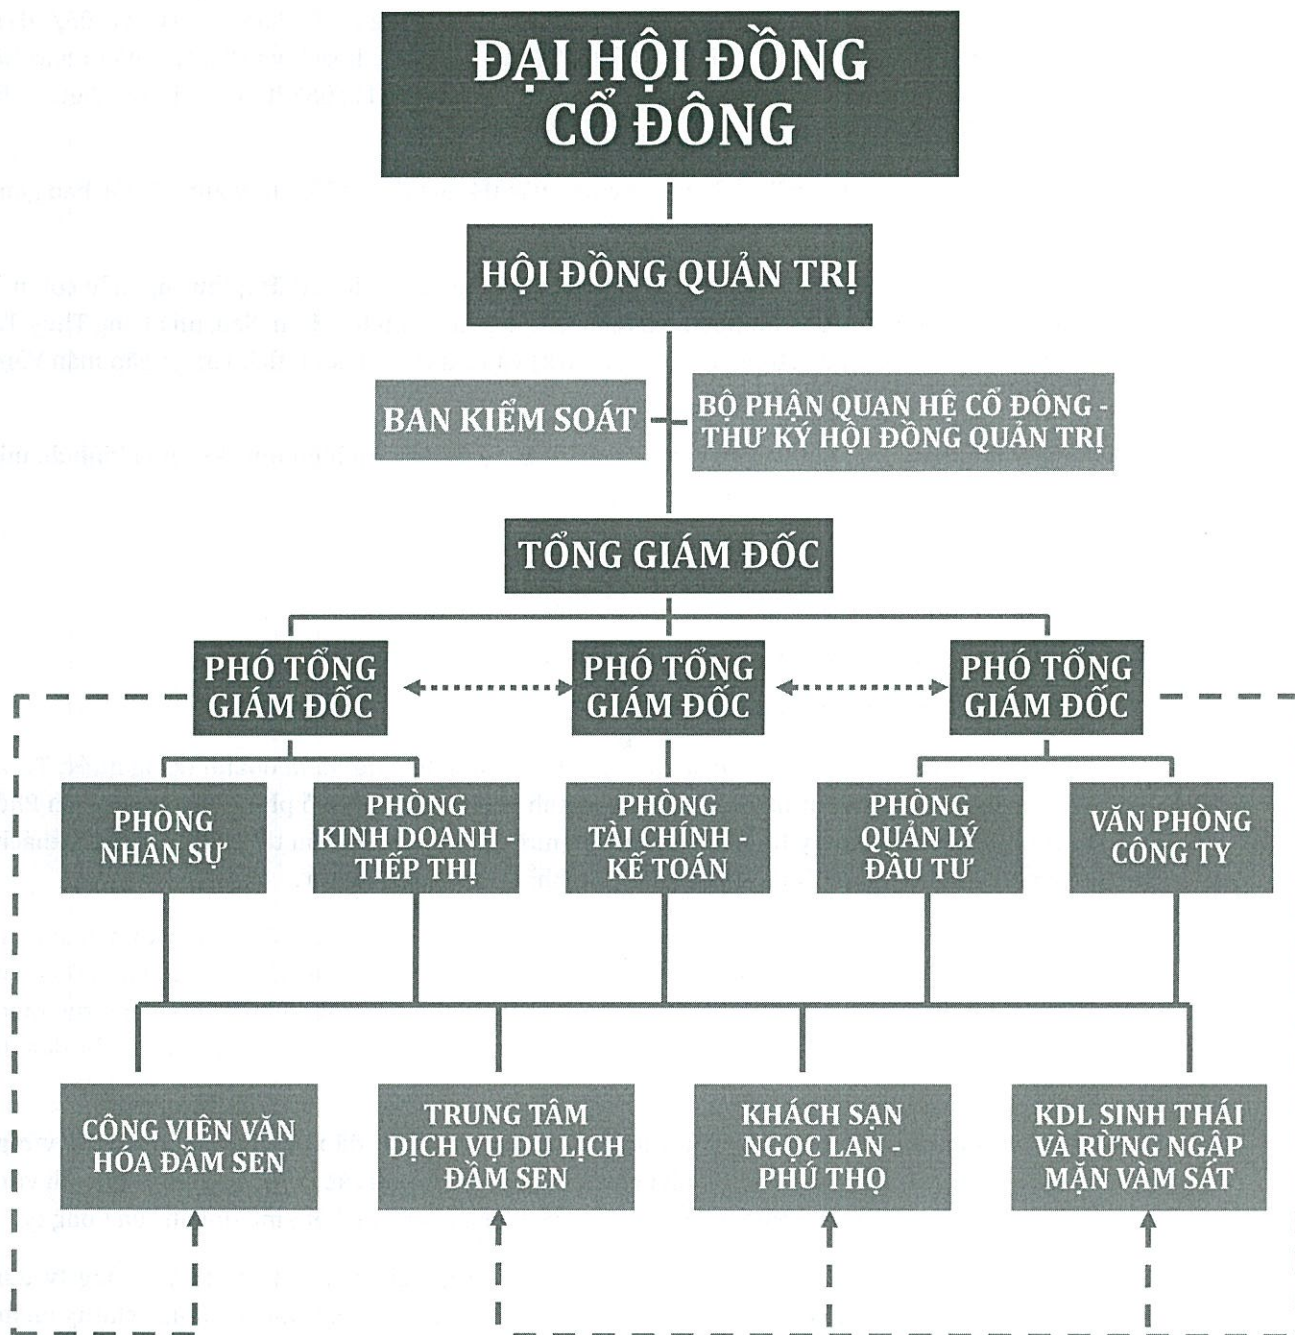 ĐẠI HỘI ĐỒNG
CỔ ĐÔNG
HỘI ĐỒNG QUẢN TRỊ
BAN KIỂM SOÁT
BỘ PHẬN QUAN HỆ CỔ ĐÔNG -
THƯ KÝ HỘI ĐỒNG QUẢN TRỊ
TỔNG GIÁM ĐỐC
PHÓ TỔNG
GIÁM ĐỐC
PHÓ TỔNG
GIÁM ĐỐC
PHÓ TỔNG
GIÁM ĐỐC
PHÒNG
NHÂN SỰ
PHÒNG
KINH DOANH -
TIẾP THỊ
PHÒNG
TÀI CHÍNH -
KẾ TOÁN
PHÒNG
QUẢN LÝ
ĐẦU TƯ
VĂN PHÒNG
CÔNG TY
CÔNG VIÊN VĂN
HÓA ĐẦM SEN
TRUNG TÂM
DỊCH VỤ DU LỊCH
ĐẦM SEN
KHÁCH SẠN
NGỌC LAN -
PHÚ THỌ
KDL SINH THÁI
VÀ RỪNG NGẬP
MẶN VÀM SÁT